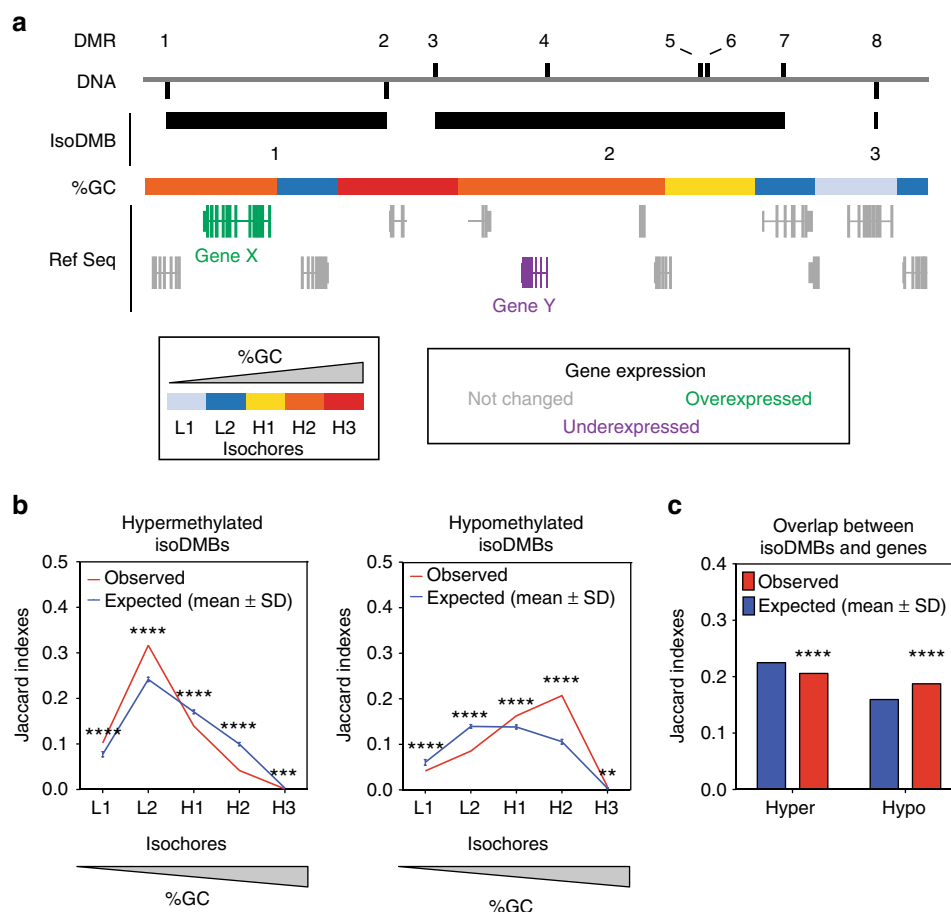 a
DMR 1 2 3 4 5 6 7 8
DNA
IsoDMB
1 2 3
%GC
Ref Seq
Gene X
Gene Y
%GC
L1 L2 H1 H2 H3
Isochores
Gene expression
Not changed Overexpressed
Underexpressed
b
Hypermethylated
isoDMBs
Jaccard indexes
0.5
0.4
0.3
0.2
0.1
0.0
Observed
Expected (mean ± SD)
**** **** **** **** ***
L1 L2 H1 H2 H3
Isochores
%GC
Hypomethylated
isoDMBs
Jaccard indexes
0.5
0.4
0.3
0.2
0.1
0.0
Observed
Expected (mean ± SD)
**** **** **** **** **
L1 L2 H1 H2 H3
Isochores
%GC
c
Overlap between
isoDMBs and genes
Jaccard indexes
0.4
0.3
0.2
0.1
0.0
Observed
Expected (mean ± SD)
**** ****
Hyper Hypo